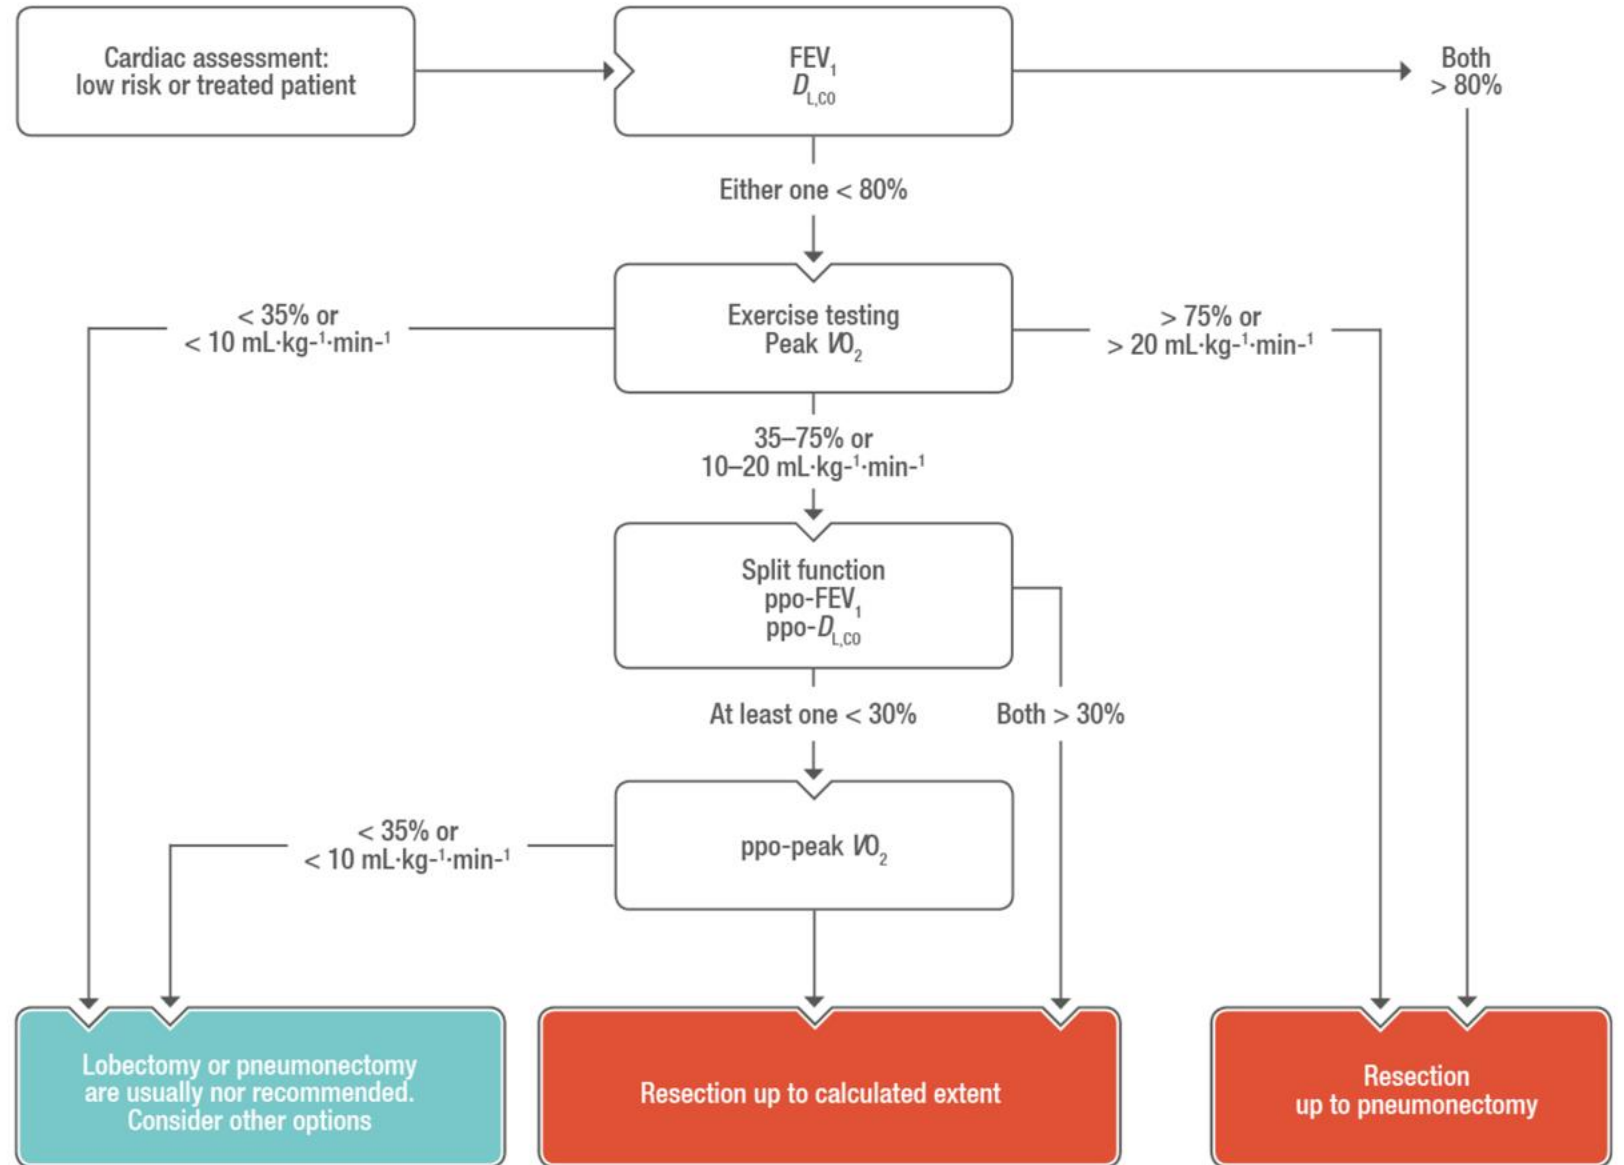 Cardiac assessment:
low risk or treated patient
FEV₁
D_L,CO
Both
> 80%
Either one < 80%
< 35% or
< 10 mL·kg-¹·min-¹
Exercise testing
Peak V̇O₂
> 75% or
> 20 mL·kg-¹·min-¹
35–75% or
10–20 mL·kg-¹·min-¹
Split function
ppo-FEV₁
ppo-D_L,CO
At least one < 30%
Both > 30%
< 35% or
< 10 mL·kg-¹·min-¹
ppo-peak V̇O₂
Lobectomy or pneumonectomy
are usually nor recommended.
Consider other options
Resection up to calculated extent
Resection
up to pneumonectomy